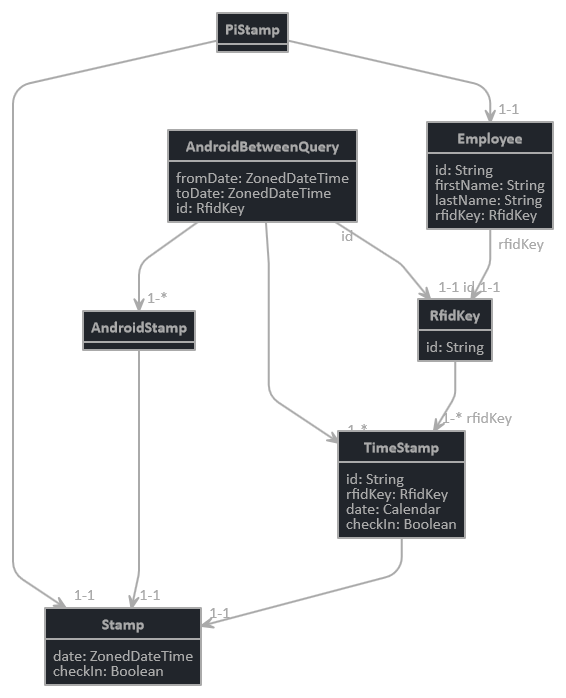 PiStamp
1-1
Employee
id: String
firstName: String
lastName: String
rfidKey: RfidKey
AndroidBetweenQuery
fromDate: ZonedDateTime
toDate: ZonedDateTime
id: RfidKey
id
rfidKey
1-1 id 1-1
1-*
AndroidStamp
RfidKey
id: String
1-*
1-* rfidKey
TimeStamp
id: String
rfidKey: RfidKey
date: Calendar
checkIn: Boolean
1-1
1-1
1-1
Stamp
date: ZonedDateTime
checkIn: Boolean